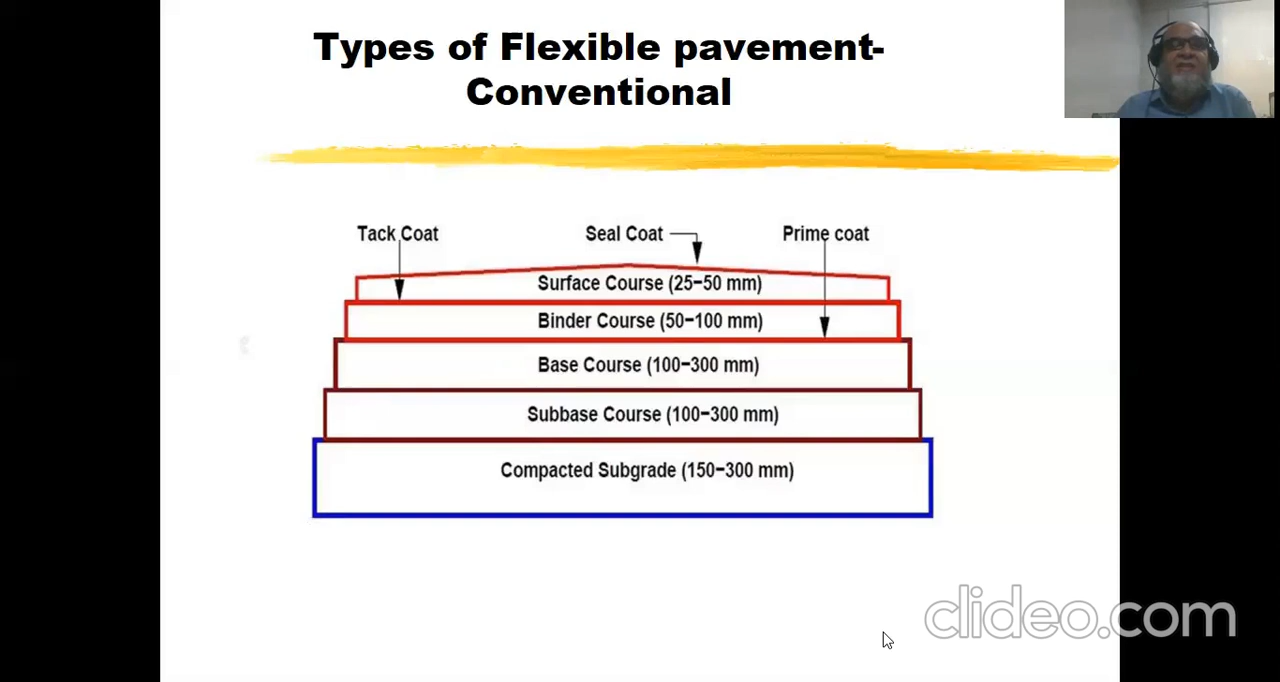 Types of Flexible pavement-
Conventional
Tack Coat
Seal Coat
Prime coat
Surface Course (25-50 mm)
Binder Course (50-100 mm)
Base Course (100-300 mm)
Subbase Course (100-300 mm)
Compacted Subgrade (150-300 mm)
clideo.com